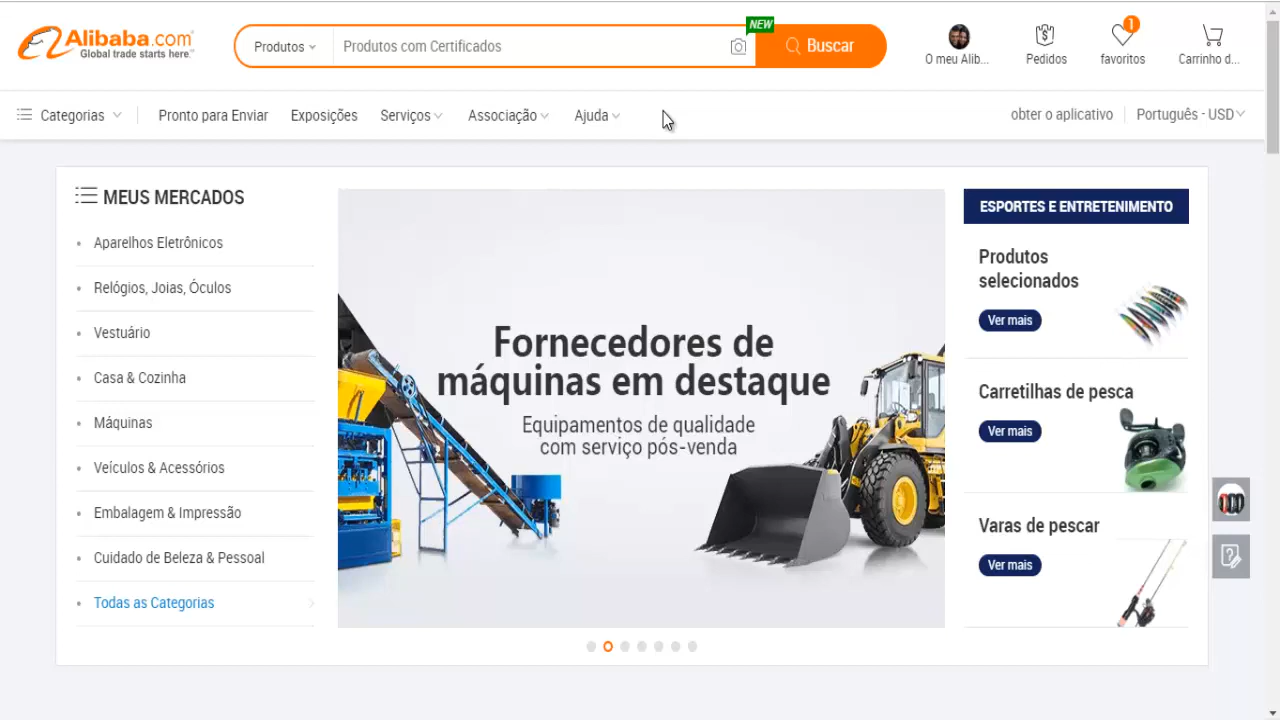 Alibaba.com
Global trade starts here.
Produtos
Produtos com Certificados
NEW
Buscar
O meu Alib...
Pedidos
1
favoritos
Carrinho d...
Categorias
Pronto para Enviar
Exposições
Serviços
Associação
Ajuda
obter o aplicativo
Português - USD
MEUS MERCADOS
Aparelhos Eletrônicos
Relógios, Joias, Óculos
Vestuário
Casa & Cozinha
Máquinas
Veículos & Acessórios
Embalagem & Impressão
Cuidado de Beleza & Pessoal
Todas as Categorias
Fornecedores de
máquinas em destaque
Equipamentos de qualidade
com serviço pós-venda
ESPORTES E ENTRETENIMENTO
Produtos
selecionados
Ver mais
Carretilhas de pesca
Ver mais
Varas de pescar
Ver mais